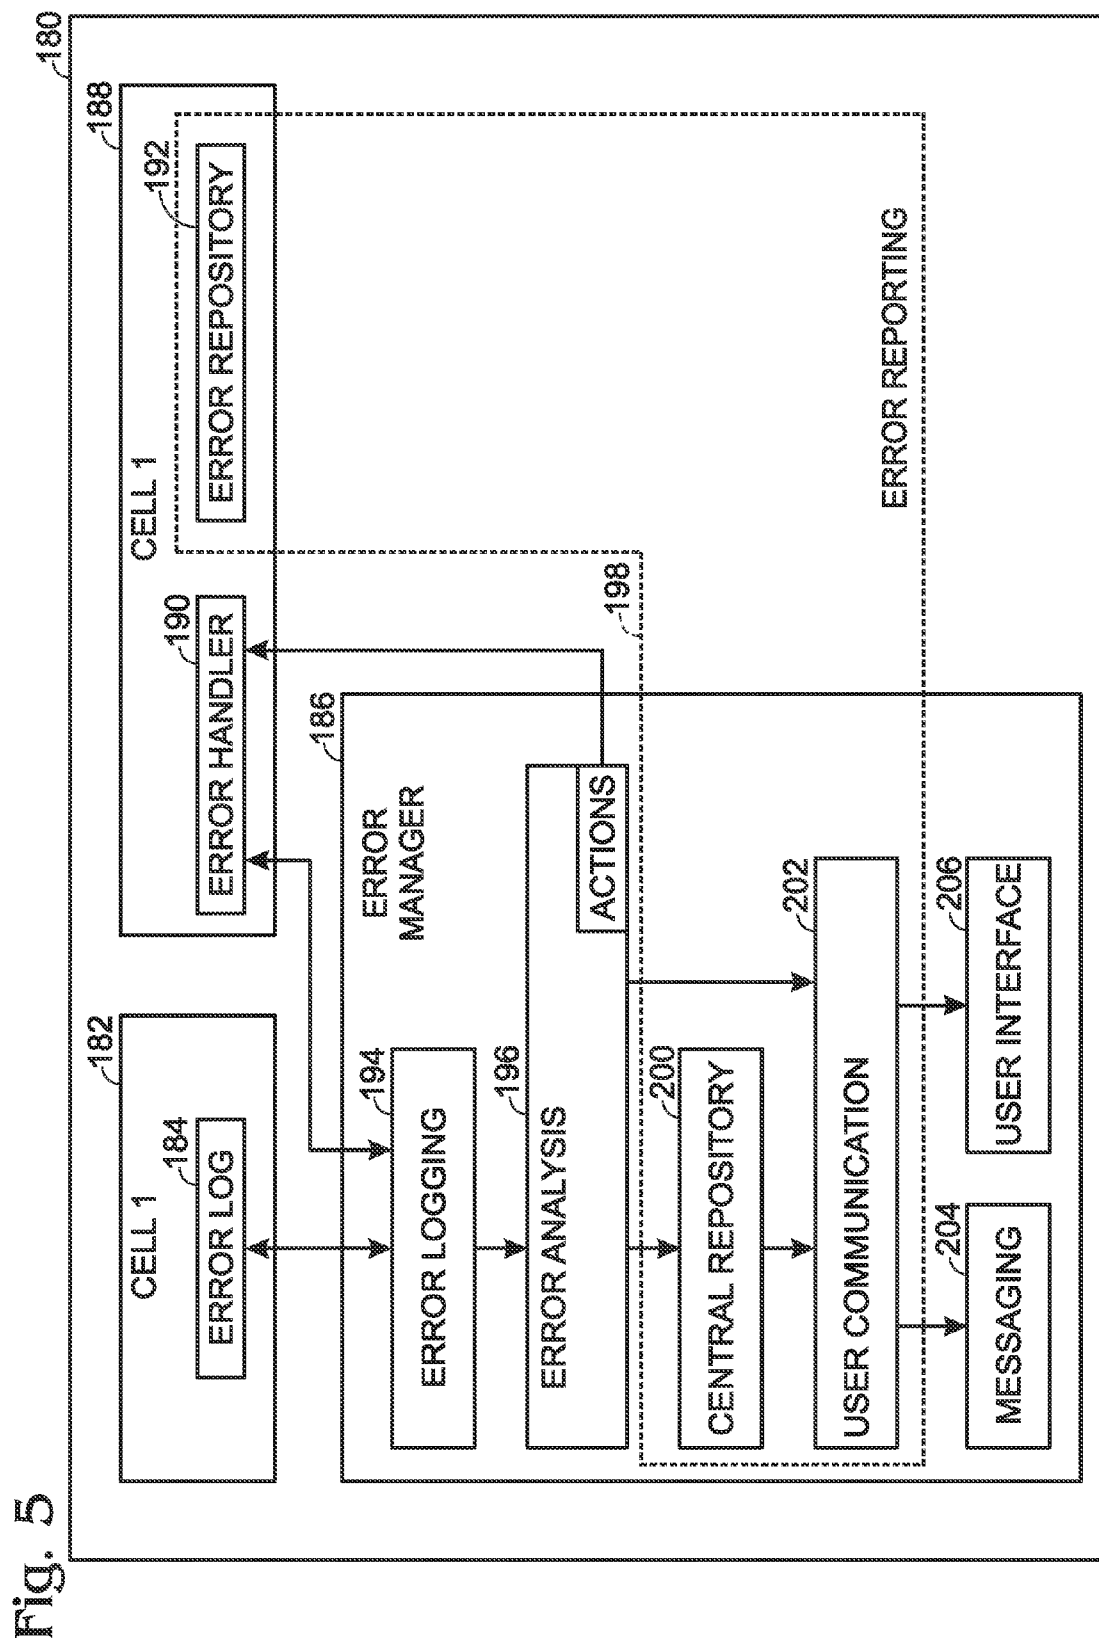 Fig. 5
180
182
CELL 1
184
ERROR LOG
188
CELL 1
190
ERROR HANDLER
192
ERROR REPOSITORY
186
ERROR
MANAGER
194
ERROR LOGGING
196
ERROR ANALYSIS
ACTIONS
198
200
CENTRAL REPOSITORY
202
USER COMMUNICATION
ERROR REPORTING
204
MESSAGING
206
USER INTERFACE